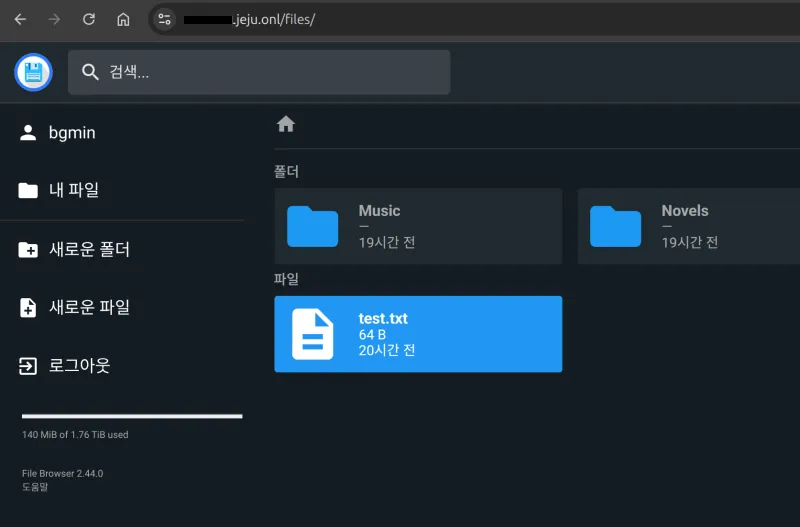 .jeju.onl/files/
검색...
bgmin
내 파일
새로운 폴더
새로운 파일
로그아웃
140 MiB of 1.76 TiB used
File Browser 2.44.0
도움말
폴더
Music
—
19시간 전
Novels
—
19시간 전
파일
test.txt
64 B
20시간 전